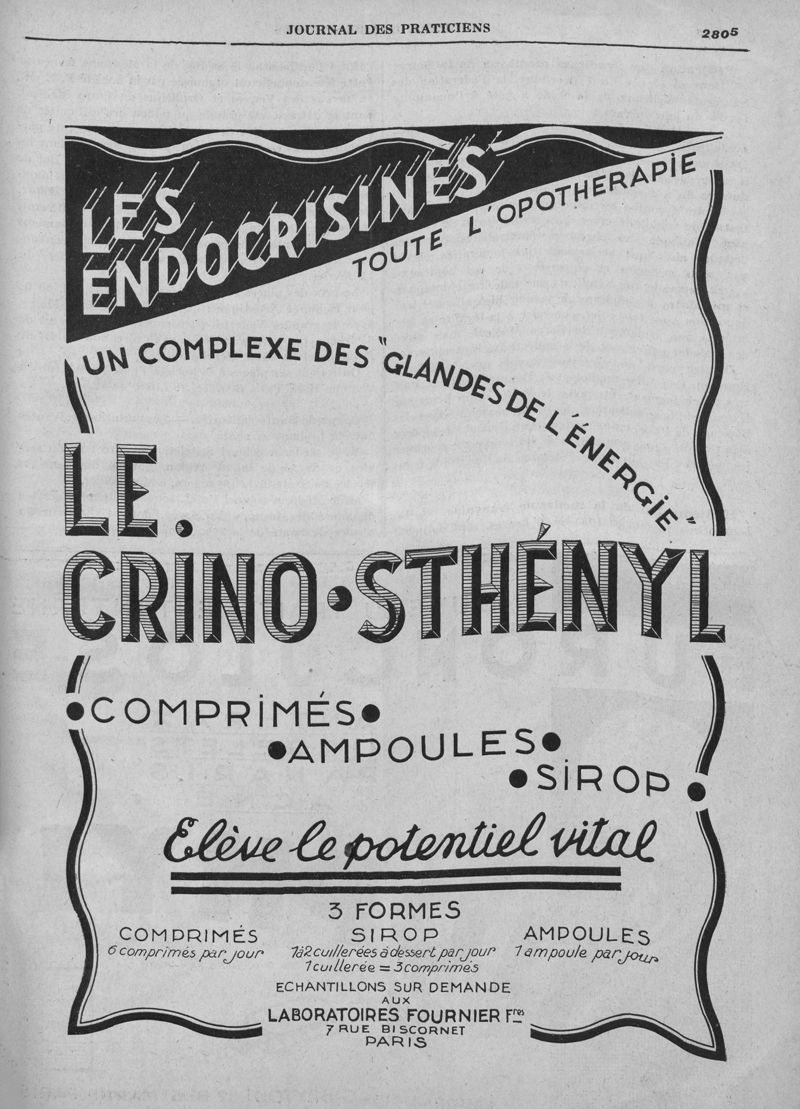 JOURNAL DES PRATICIENS
2805
LES
ENDOCRISINES
TOUTE L'OPOTHERAPIE
UN COMPLEXE DES "GLANDES DE L'ÉNERGIE"
LE
CRINO·STHÉNYL
•COMPRIMÉS•
•AMPOULES•
•SIROP•
Elève le potentiel vital
3 FORMES
COMPRIMÉS
6 comprimés par jour
SIROP
1 à 2 cuillerées à dessert par jour
1 cuillerée = 3 comprimés
AMPOULES
1 ampoule par jour
ECHANTILLONS SUR DEMANDE
AUX
LABORATOIRES FOURNIER Fres
7 RUE BISCORNET
PARIS